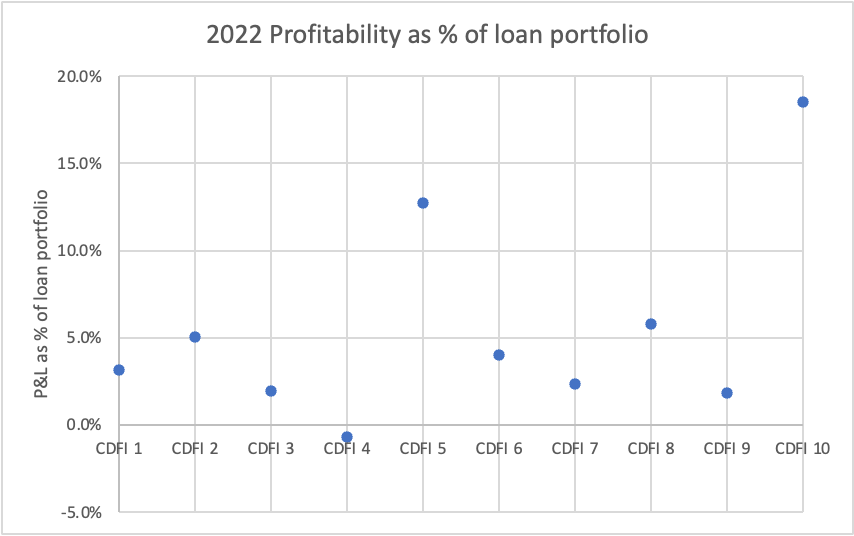 2022 Profitability as % of loan portfolio
20.0%
15.0%
10.0%
5.0%
0.0%
-5.0%
P&L as % of loan portfolio
CDFI 1 CDFI 2 CDFI 3 CDFI 4 CDFI 5 CDFI 6 CDFI 7 CDFI 8 CDFI 9 CDFI 10